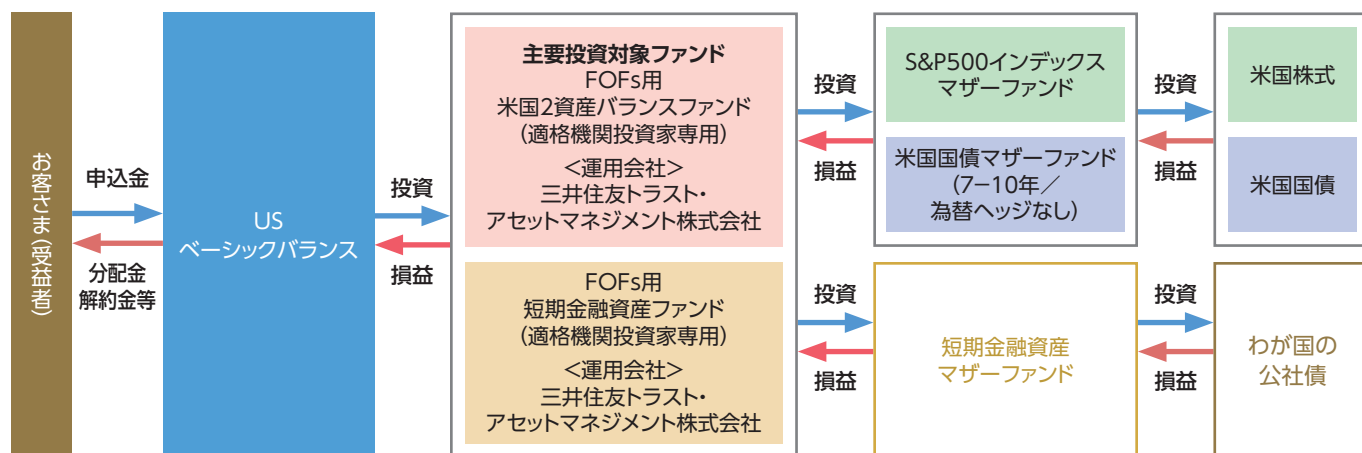 お客さま(受益者)
申込金
分配金
解約金等
US
ベーシックバランス
投資
損益
主要投資対象ファンド
FOFs用
米国2資産バランスファンド
(適格機関投資家専用)
<運用会社>
三井住友トラスト・
アセットマネジメント株式会社
FOFs用
短期金融資産ファンド
(適格機関投資家専用)
<運用会社>
三井住友トラスト・
アセットマネジメント株式会社
投資
損益
投資
損益
S&P500インデックス
マザーファンド
米国国債マザーファンド
(7−10年／
為替ヘッジなし)
短期金融資産
マザーファンド
投資
損益
投資
損益
米国株式
米国国債
わが国の
公社債